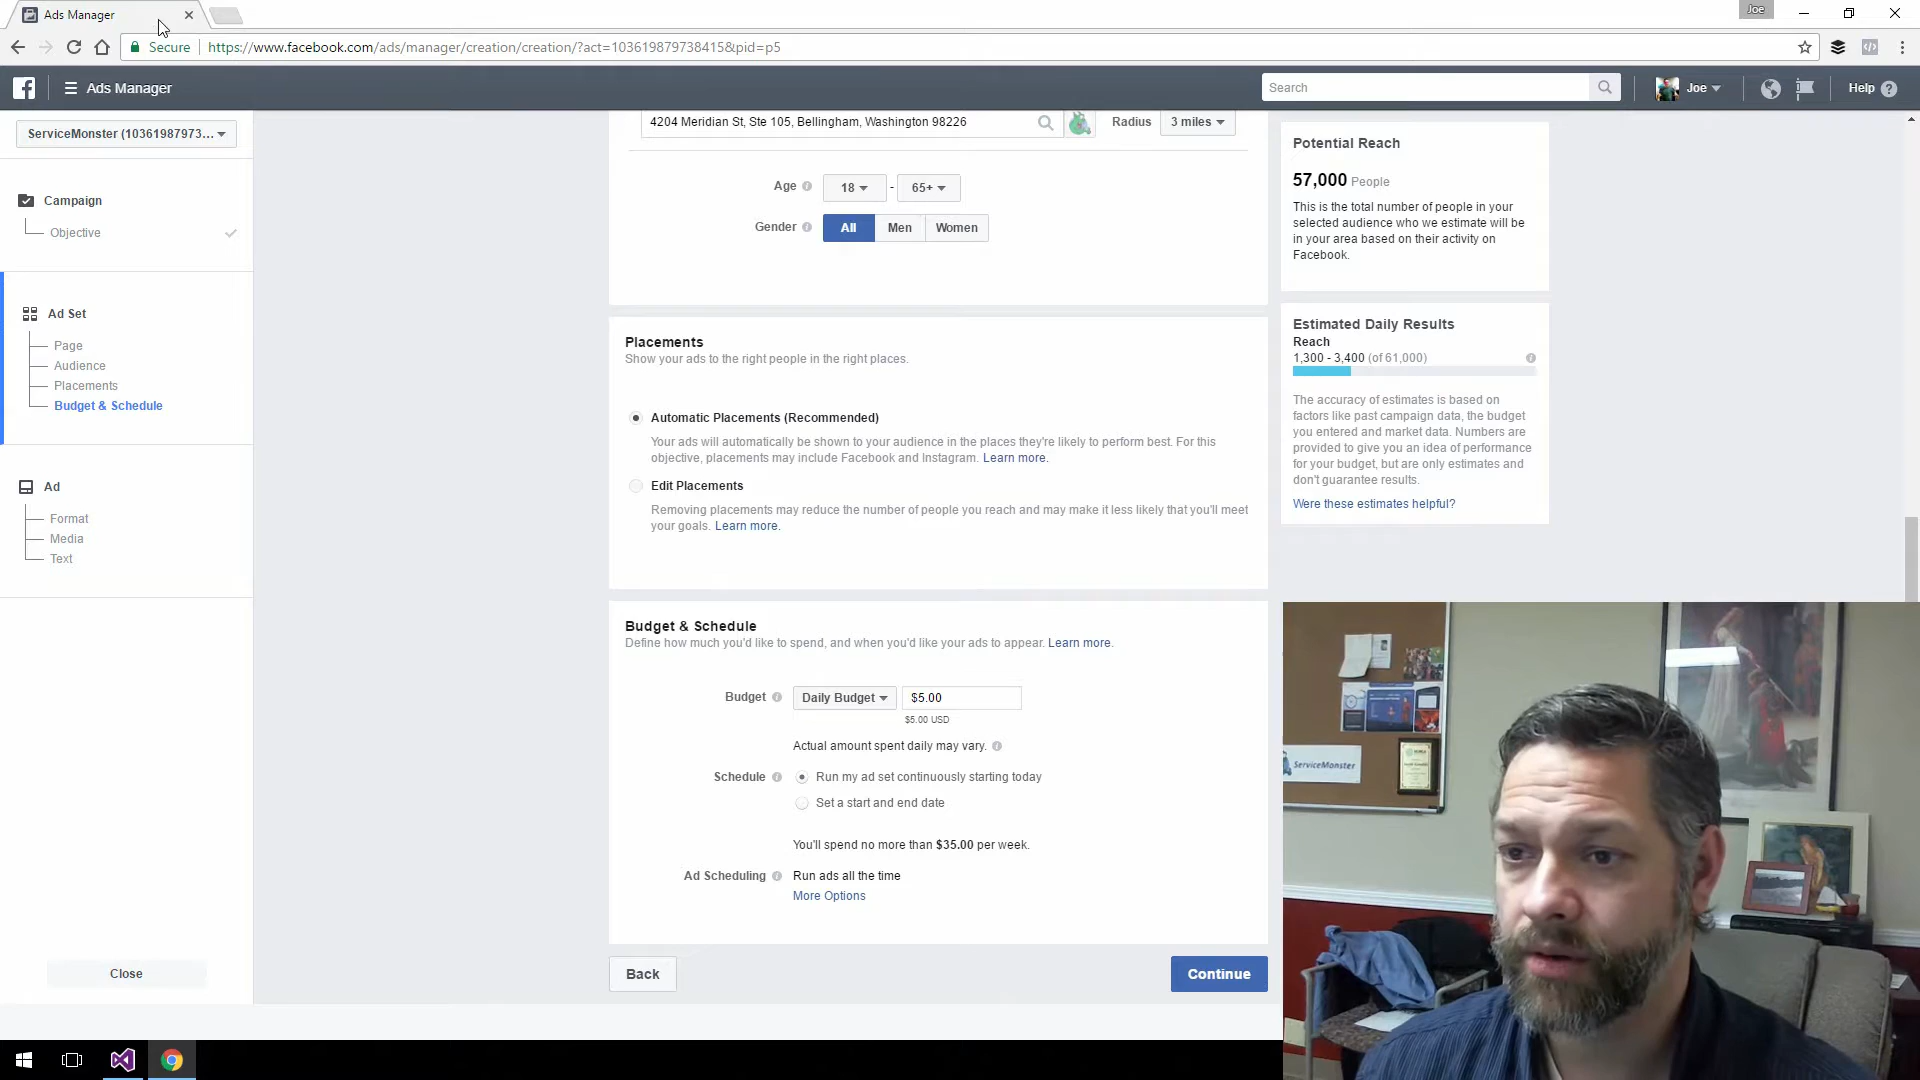 Ads Manager
Joe
Secure
https://www.facebook.com/ads/manager/creation/creation/?act=103619879738415&pid=p5
Ads Manager
Search
Joe
Help
ServiceMonster (10361987973...
Campaign
Objective
Ad Set
Page
Audience
Placements
Budget & Schedule
Ad
Format
Media
Text
Close
4204 Meridian St, Ste 105, Bellingham, Washington 98226
Radius
3 miles
Age
18
-
65+
Gender
All
Men
Women
Placements
Show your ads to the right people in the right places.
Automatic Placements (Recommended)
Your ads will automatically be shown to your audience in the places they're likely to perform best. For this
objective, placements may include Facebook and Instagram. Learn more.
Edit Placements
Removing placements may reduce the number of people you reach and may make it less likely that you'll meet
your goals. Learn more.
Budget & Schedule
Define how much you'd like to spend, and when you'd like your ads to appear. Learn more.
Budget
Daily Budget
$5.00
$5.00 USD
Actual amount spent daily may vary.
Schedule
Run my ad set continuously starting today
Set a start and end date
You'll spend no more than $35.00 per week.
Ad Scheduling
Run ads all the time
More Options
Back
Continue
Potential Reach
57,000 People
This is the total number of people in your
selected audience who we estimate will be
in your area based on their activity on
Facebook.
Estimated Daily Results
Reach
1,300 - 3,400 (of 61,000)
The accuracy of estimates is based on
factors like past campaign data, the budget
you entered and market data. Numbers are
provided to give you an idea of performance
for your budget, but are only estimates and
don't guarantee results.
Were these estimates helpful?
ServiceMonster